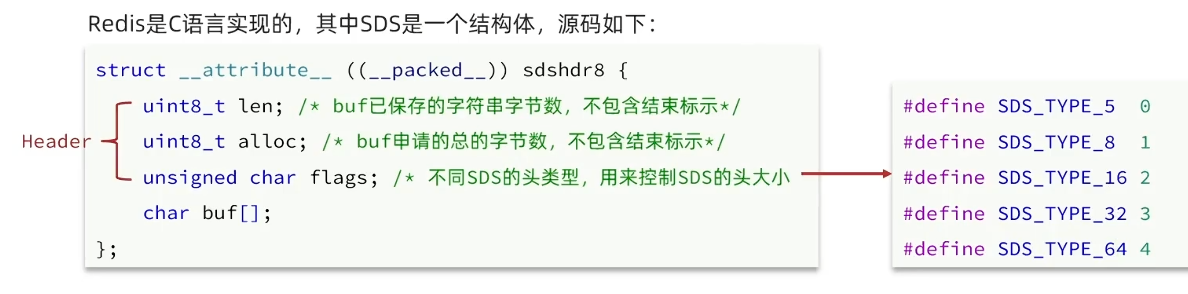 Redis是C语言实现的，其中SDS是一个结构体，源码如下：
struct __attribute__ ((__packed__)) sdshdr8 {
uint8_t len; /* buf已保存的字符串字节数，不包含结束标示*/
Header
uint8_t alloc; /* buf申请的总的字节数，不包含结束标示*/
unsigned char flags; /* 不同SDS的头类型，用来控制SDS的头大小
char buf[];
};
#define SDS_TYPE_5 0
#define SDS_TYPE_8 1
#define SDS_TYPE_16 2
#define SDS_TYPE_32 3
#define SDS_TYPE_64 4